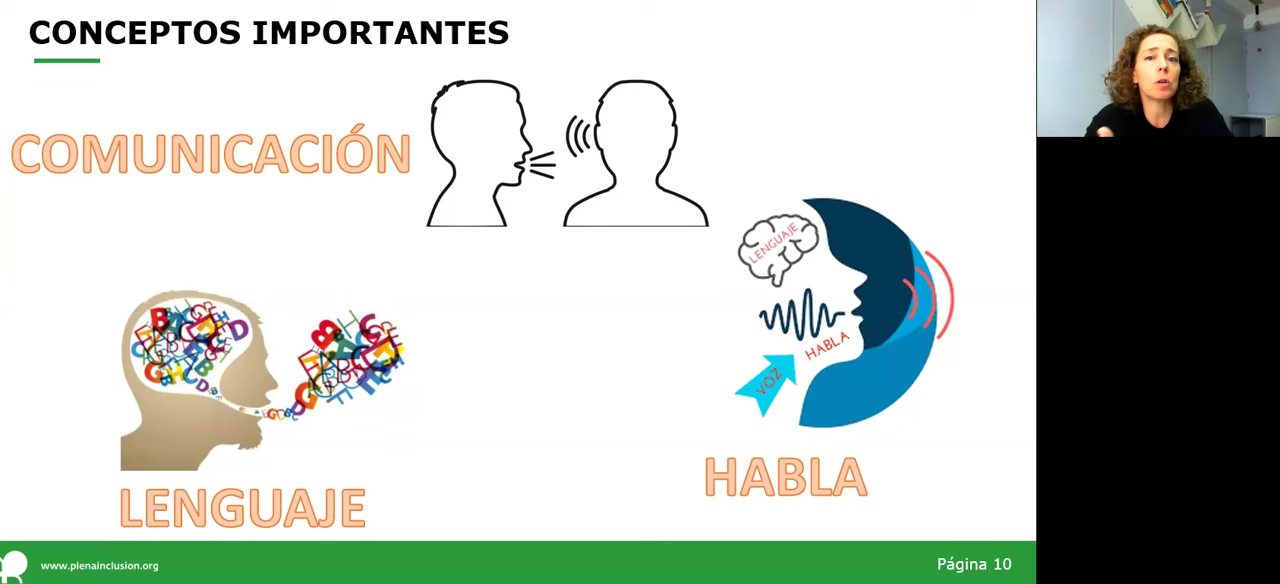 CONCEPTOS IMPORTANTES
COMUNICACIÓN
LENGUAJE
HABLA
VOZ
LENGUAJE
HABLA
www.plenainclusion.org
Página 10